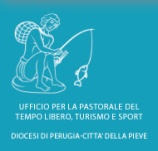 UFFICIO PER LA PASTORALE DEL
TEMPO LIBERO, TURISMO E SPORT
DIOCESI DI PERUGIA-CITTA' DELLA PIEVE